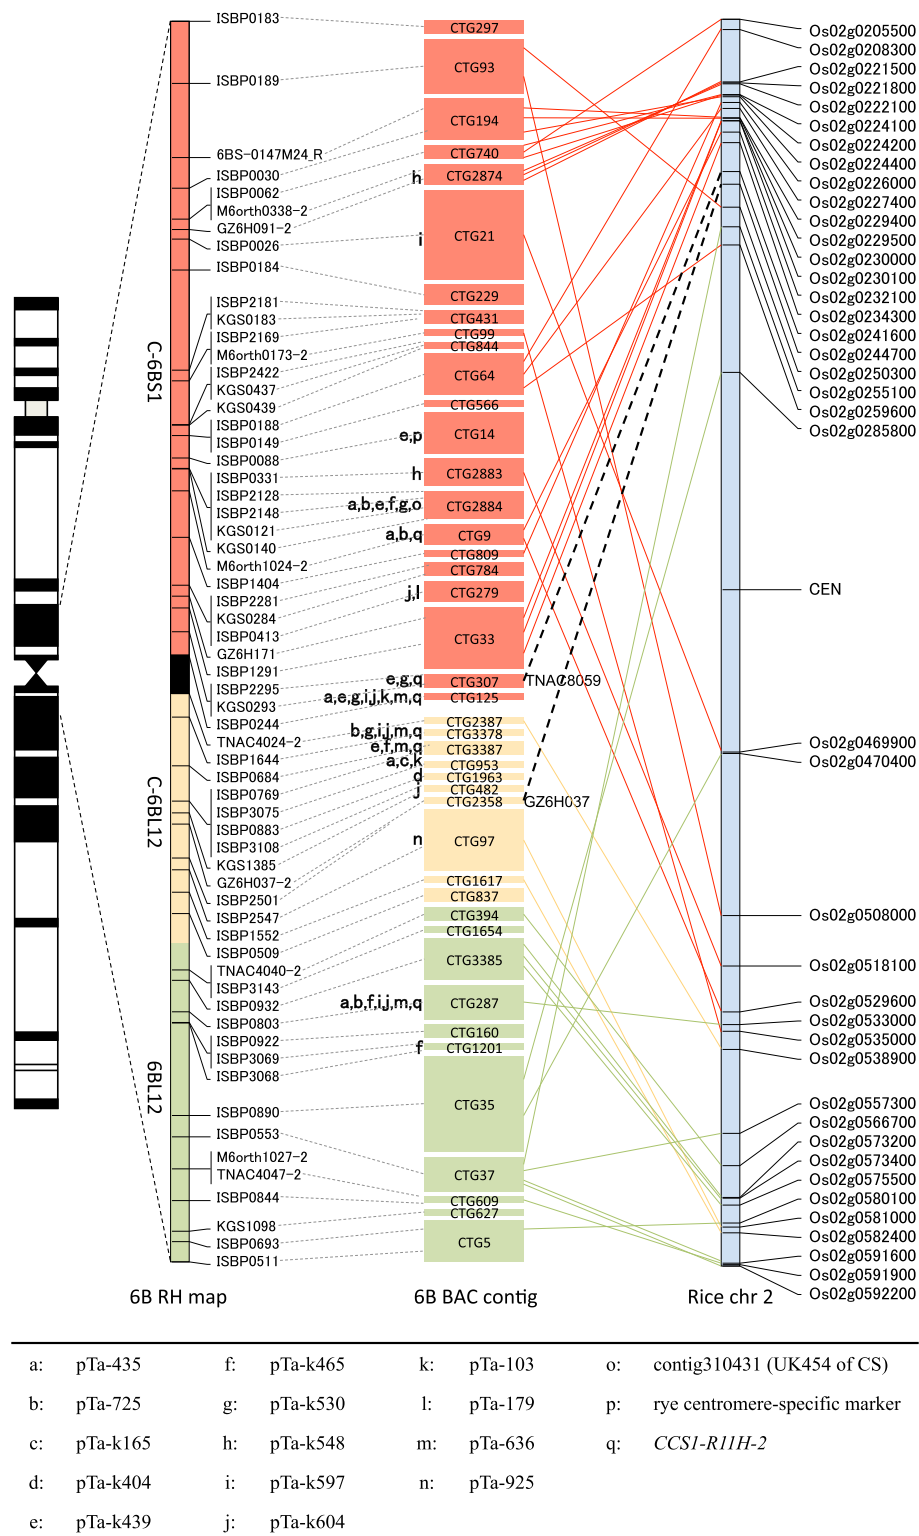 ISBP0183
ISBP0189
6BS-0147M24_R
ISBP0030
ISBP0062
M6orth0338-2
GZ6H091-2
ISBP0026
ISBP0184
ISBP2181
KGS0183
ISBP2169
M6orth0173-2
ISBP2422
KGS0437
KGS0439
ISBP0188
ISBP0149
ISBP0088
ISBP0331
ISBP2128
ISBP2148
KGS0121
KGS0140
M6orth1024-2
ISBP1404
ISBP2281
KGS0284
ISBP0413
GZ6H171
ISBP1291
ISBP2295
KGS0293
ISBP0244
TNAC4024-2
ISBP1644
ISBP0684
ISBP0769
ISBP3075
ISBP0883
ISBP3108
KGS1385
GZ6H037-2
ISBP2501
ISBP2547
ISBP1552
ISBP0509
TNAC4040-2
ISBP3143
ISBP0932
ISBP0803
ISBP0922
ISBP3069
ISBP3068
ISBP0890
ISBP0553
M6orth1027-2
TNAC4047-2
ISBP0844
KGS1098
ISBP0693
ISBP0511
C-6BS1
C-6BL12
6BL12
CTG297
CTG93
CTG194
CTG740
h CTG2874
i CTG21
CTG229
CTG431
CTG99
CTG844
CTG64
CTG566
e,p CTG14
h CTG2883
a,b,e,f,g,o CTG2884
a,b,q CTG9
CTG809
CTG784
j,l CTG279
CTG33
e,g,q CTG307 TNAC8059
a,e,g,i,j,k,m,q CTG125
CTG2387
b,g,i,j,m,q CTG3378
e,f,m,q CTG3387
a,c,k CTG953
d CTG1963
j CTG482
CTG2358 GZ6H037
n CTG97
CTG1617
CTG837
CTG394
CTG1654
CTG3385
a,b,f,i,j,m,q CTG287
CTG160
f CTG1201
CTG35
CTG37
CTG609
CTG627
CTG5
Os02g0205500
Os02g0208300
Os02g0221500
Os02g0221800
Os02g0222100
Os02g0224100
Os02g0224200
Os02g0224400
Os02g0226000
Os02g0227400
Os02g0229400
Os02g0229500
Os02g0230000
Os02g0230100
Os02g0232100
Os02g0234300
Os02g0241600
Os02g0244700
Os02g0250300
Os02g0255100
Os02g0259600
Os02g0285800
CEN
Os02g0469900
Os02g0470400
Os02g0508000
Os02g0518100
Os02g0529600
Os02g0533000
Os02g0535000
Os02g0538900
Os02g0557300
Os02g0566700
Os02g0573200
Os02g0573400
Os02g0575500
Os02g0580100
Os02g0581000
Os02g0582400
Os02g0591600
Os02g0591900
Os02g0592200
6B RH map 6B BAC contig Rice chr 2
a: pTa-435 f: pTa-k465 k: pTa-103 o: contig310431 (UK454 of CS)
b: pTa-725 g: pTa-k530 l: pTa-179 p: rye centromere-specific marker
c: pTa-k165 h: pTa-k548 m: pTa-636 q: CCS1-R11H-2
d: pTa-k404 i: pTa-k597 n: pTa-925
e: pTa-k439 j: pTa-k604